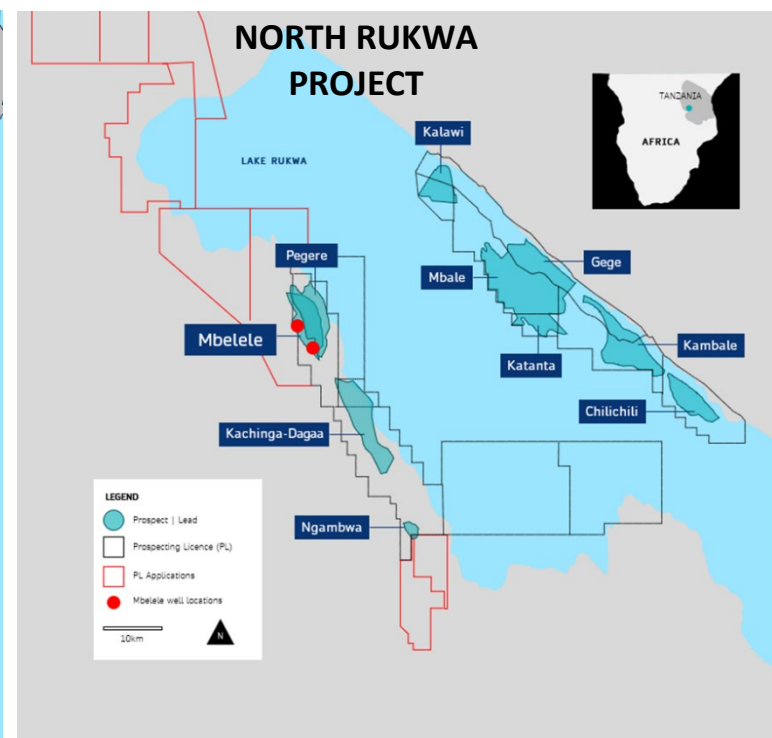 NORTH RUKWA
PROJECT
TANZANIA
AFRICA
Kalawi
LAKE RUKWA
Pegere
Gege
Mbale
Mbelele
Kambale
Katanta
Chilichili
Kachinga-Dagaa
Ngambwa
LEGEND
Prospect | Lead
Prospecting Licence (PL)
PL Applications
Mbelele well locations
10km
N